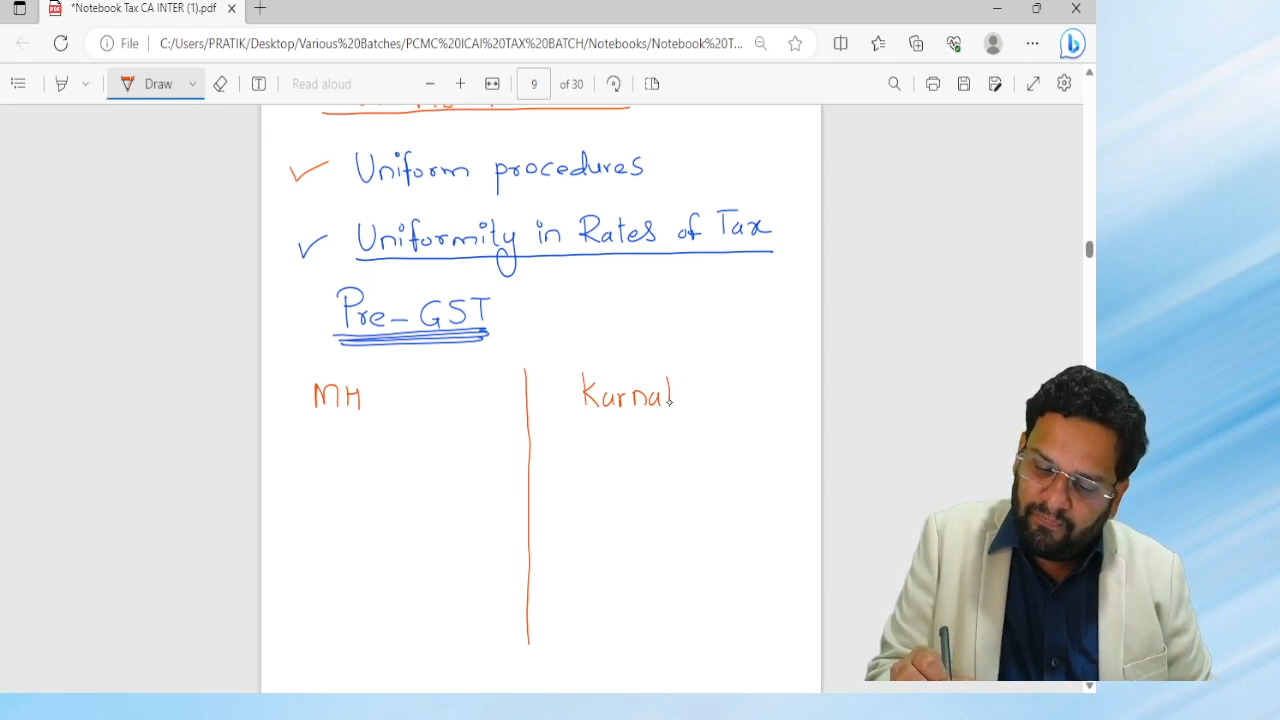 *Notebook Tax CA INTER (1).pdf
File C:/Users/PRATIK/Desktop/Various%20Batches/PCMC%20ICAI%20TAX%20BATCH/Notebooks/Notebook%20T...
Draw Read aloud 9 of 30
Uniform procedures
Uniformity in Rates of Tax
Pre-GST
MH Karnat